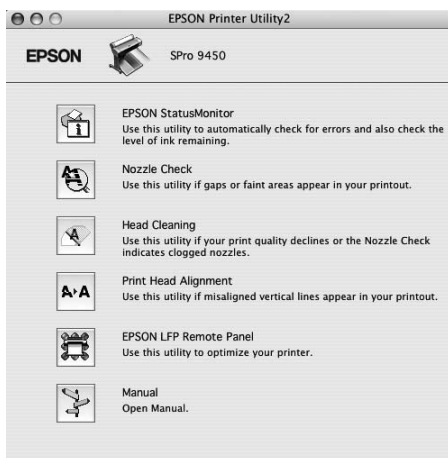 EPSON Printer Utility2
EPSON
SPro 9450
EPSON StatusMonitor
Use this utility to automatically check for errors and also check the
level of ink remaining.
Nozzle Check
Use this utility if gaps or faint areas appear in your printout.
Head Cleaning
Use this utility if your print quality declines or the Nozzle Check
indicates clogged nozzles.
A
A A
Print Head Alignment
Use this utility if misaligned vertical lines appear in your printout.
EPSON LFP Remote Panel
Use this utility to optimize your printer.
Manual
Open Manual.